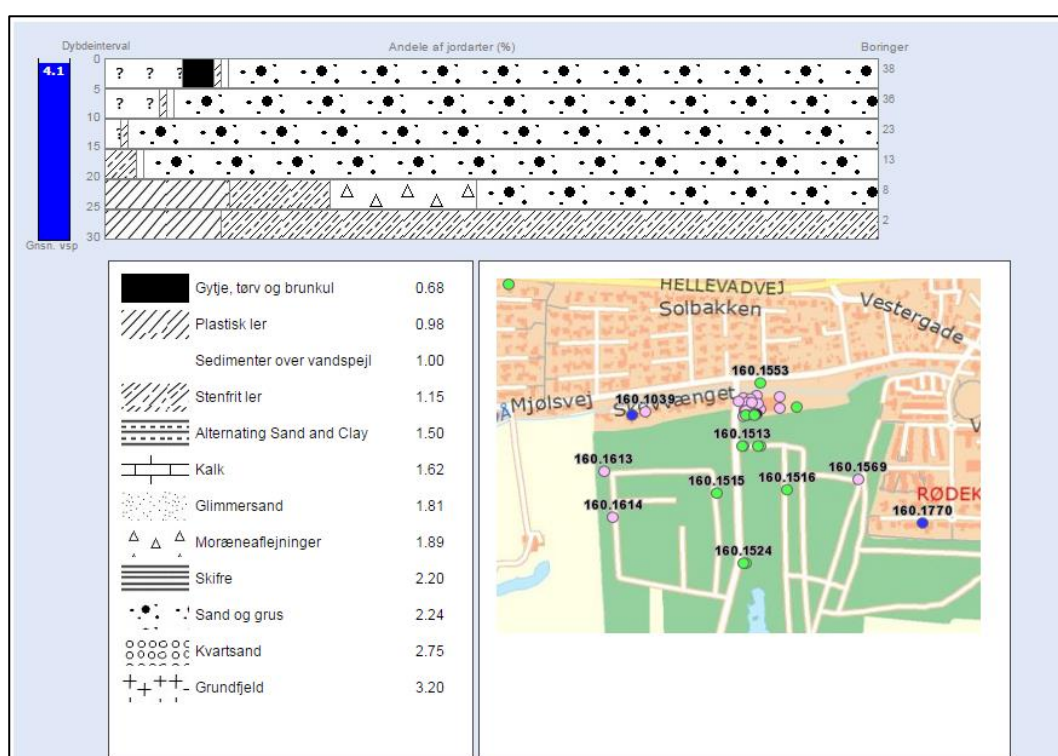 Dybdeinterval Andele af jordarter (%) Boringer
4.1
0 38
5 36
10 23
15 13
20 8
25 2
30
? ? ?
? ?
Gnsn. vsp
Gytje, tørv og brunkul 0.68
Plastisk ler 0.98
Sedimenter over vandspejl 1.00
Stenfrit ler 1.15
Alternating Sand and Clay 1.50
Kalk 1.62
Glimmersand 1.81
Moræneaflejninger 1.89
Skifre 2.20
Sand og grus 2.24
Kvartsand 2.75
Grundfjeld 3.20
HELLEVADVEJ
Solbakken
Vestergade
160.1553
160.1039
Mjølsvej
160.1513
160.1613
160.1569
160.1515
160.1516
RØDEK
160.1614
160.1770
160.1524